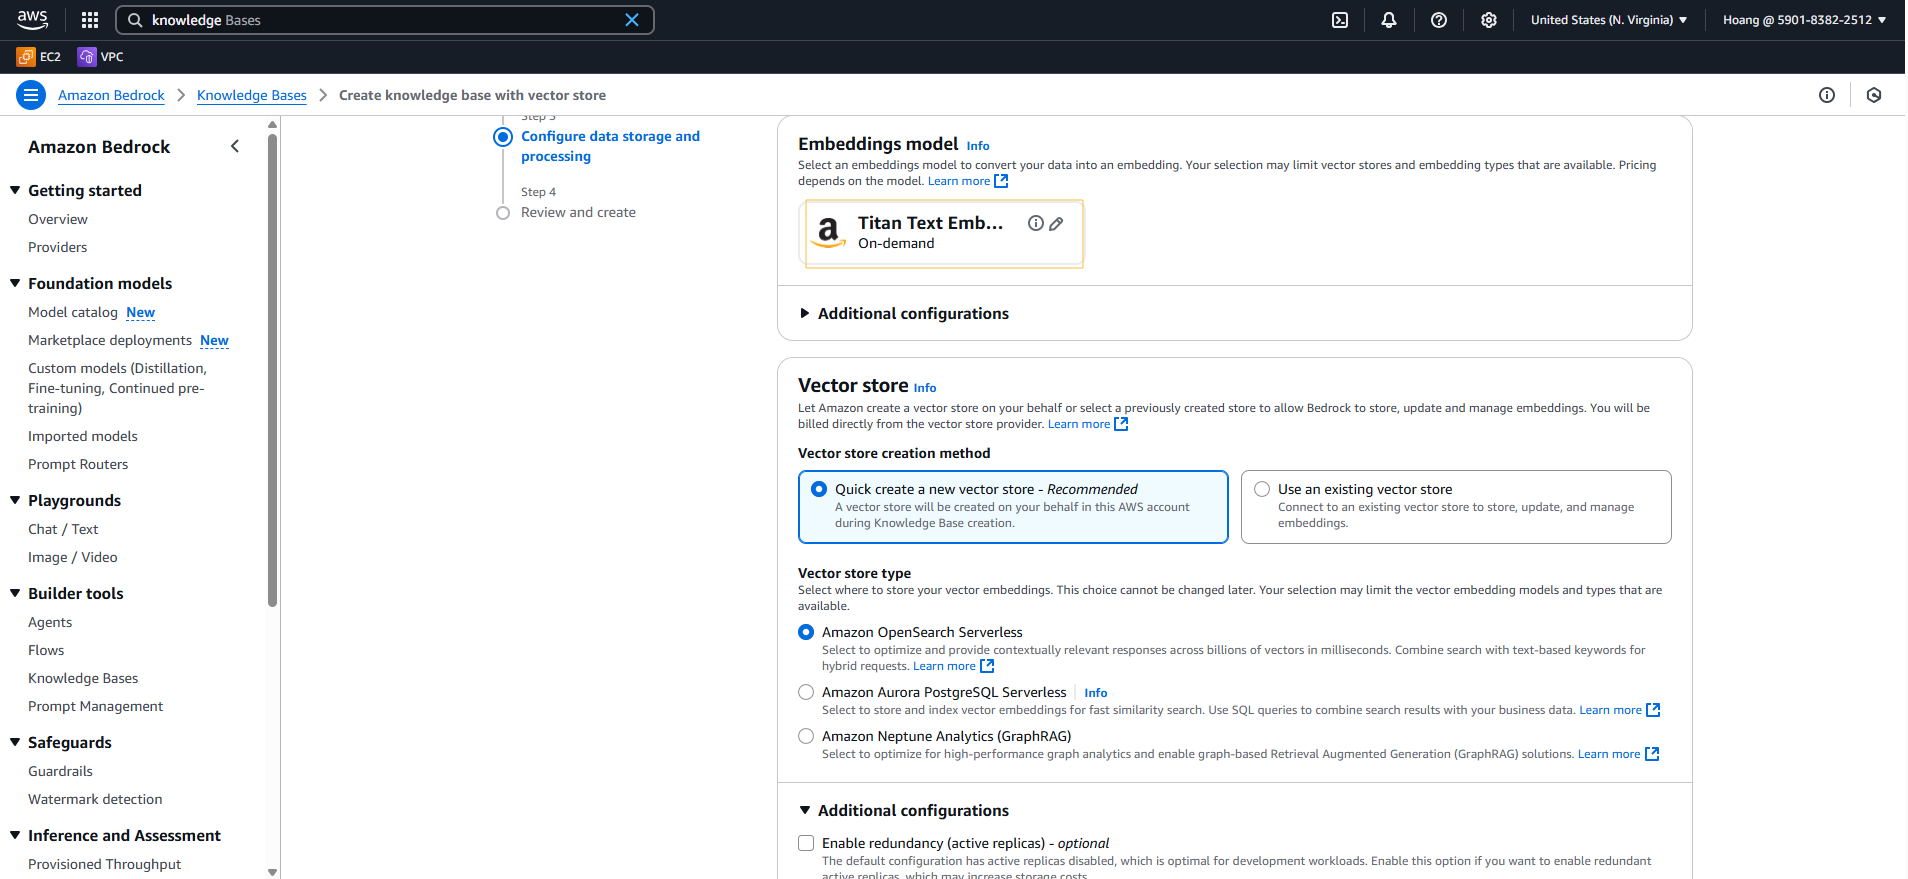 aws
knowledge Bases
United States (N. Virginia)
Hoang @ 5901-8382-2512
EC2
VPC
Amazon Bedrock
Knowledge Bases
Create knowledge base with vector store
Amazon Bedrock
Getting started
Overview
Providers
Foundation models
Model catalog New
Marketplace deployments New
Custom models (Distillation,
Fine-tuning, Continued pre-
training)
Imported models
Prompt Routers
Playgrounds
Chat / Text
Image / Video
Builder tools
Agents
Flows
Knowledge Bases
Prompt Management
Safeguards
Guardrails
Watermark detection
Inference and Assessment
Provisioned Throughput
Step 3
Configure data storage and
processing
Step 4
Review and create
Embeddings model Info
Select an embeddings model to convert your data into an embedding. Your selection may limit vector stores and embedding types that are available. Pricing
depends on the model. Learn more
Titan Text Emb...
On-demand
Additional configurations
Vector store Info
Let Amazon create a vector store on your behalf or select a previously created store to allow Bedrock to store, update and manage embeddings. You will be
billed directly from the vector store provider. Learn more
Vector store creation method
Quick create a new vector store - Recommended
A vector store will be created on your behalf in this AWS account
during Knowledge Base creation.
Use an existing vector store
Connect to an existing vector store to store, update, and manage
embeddings.
Vector store type
Select where to store your vector embeddings. This choice cannot be changed later. Your selection may limit the vector embedding models and types that are
available.
Amazon OpenSearch Serverless
Select to optimize and provide contextually relevant responses across billions of vectors in milliseconds. Combine search with text-based keywords for
hybrid requests. Learn more
Amazon Aurora PostgreSQL Serverless Info
Select to store and index vector embeddings for fast similarity search. Use SQL queries to combine search results with your business data. Learn more
Amazon Neptune Analytics (GraphRAG)
Select to optimize for high-performance graph analytics and enable graph-based Retrieval Augmented Generation (GraphRAG) solutions. Learn more
Additional configurations
Enable redundancy (active replicas) - optional
The default configuration has active replicas disabled, which is optimal for development workloads. Enable this option if you want to enable redundant
active replicas, which may increase storage costs.